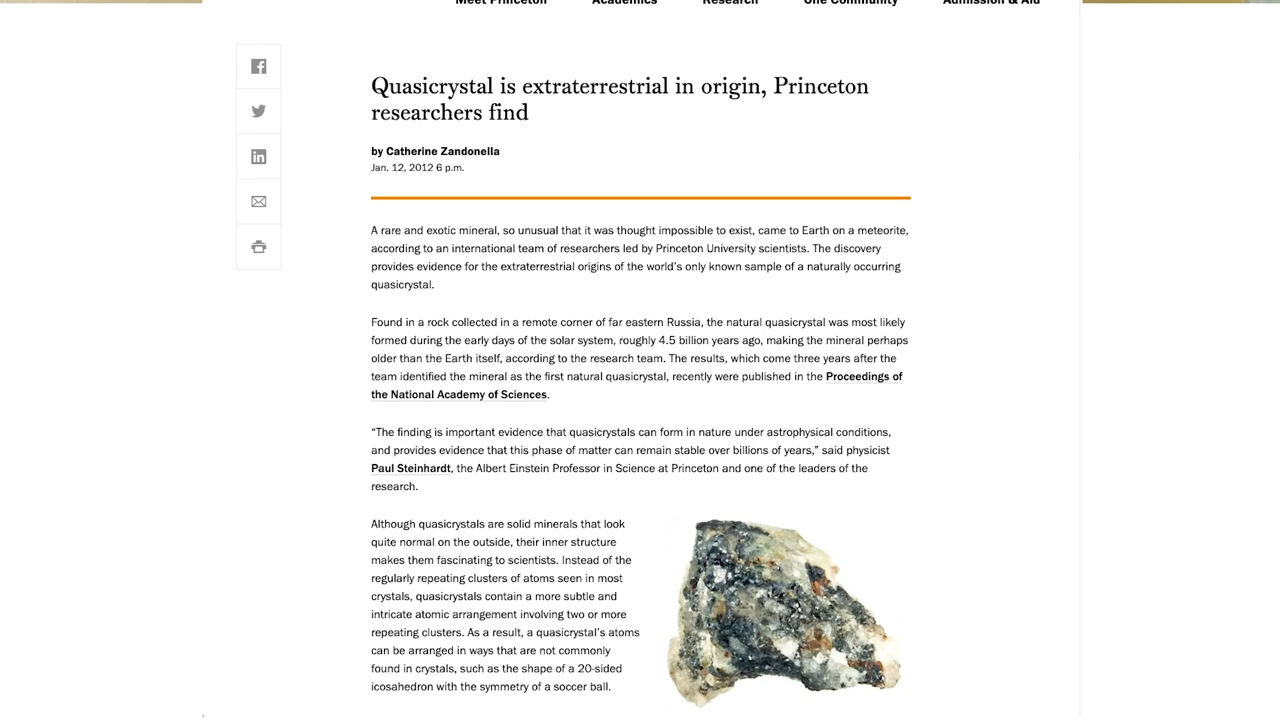 Meet Princeton Academics Research One Community Admission & Aid
Quasicrystal is extraterrestrial in origin, Princeton
researchers find
by Catherine Zandonella
Jan. 12, 2012 6 p.m.
A rare and exotic mineral, so unusual that it was thought impossible to exist, came to Earth on a meteorite,
according to an international team of researchers led by Princeton University scientists. The discovery
provides evidence for the extraterrestrial origins of the world's only known sample of a naturally occurring
quasicrystal.
Found in a rock collected in a remote corner of far eastern Russia, the natural quasicrystal was most likely
formed during the early days of the solar system, roughly 4.5 billion years ago, making the mineral perhaps
older than the Earth itself, according to the research team. The results, which come three years after the
team identified the mineral as the first natural quasicrystal, recently were published in the Proceedings of
the National Academy of Sciences.
“The finding is important evidence that quasicrystals can form in nature under astrophysical conditions,
and provides evidence that this phase of matter can remain stable over billions of years,” said physicist
Paul Steinhardt, the Albert Einstein Professor in Science at Princeton and one of the leaders of the
research.
Although quasicrystals are solid minerals that look
quite normal on the outside, their inner structure
makes them fascinating to scientists. Instead of the
regularly repeating clusters of atoms seen in most
crystals, quasicrystals contain a more subtle and
intricate atomic arrangement involving two or more
repeating clusters. As a result, a quasicrystal's atoms
can be arranged in ways that are not commonly
found in crystals, such as the shape of a 20-sided
icosahedron with the symmetry of a soccer ball.